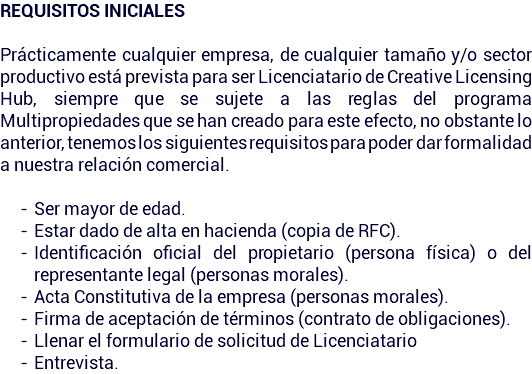 REQUISITOS INICIALES
Prácticamente cualquier empresa, de cualquier tamaño y/o sector
productivo está prevista para ser Licenciatario de Creative Licensing
Hub, siempre que se sujete a las reglas del programa
Multipropiedades que se han creado para este efecto, no obstante lo
anterior, tenemos los siguientes requisitos para poder dar formalidad
a nuestra relación comercial.
- Ser mayor de edad.
- Estar dado de alta en hacienda (copia de RFC).
- Identificación oficial del propietario (persona física) o del
representante legal (personas morales).
- Acta Constitutiva de la empresa (personas morales).
- Firma de aceptación de términos (contrato de obligaciones).
- Llenar el formulario de solicitud de Licenciatario
- Entrevista.